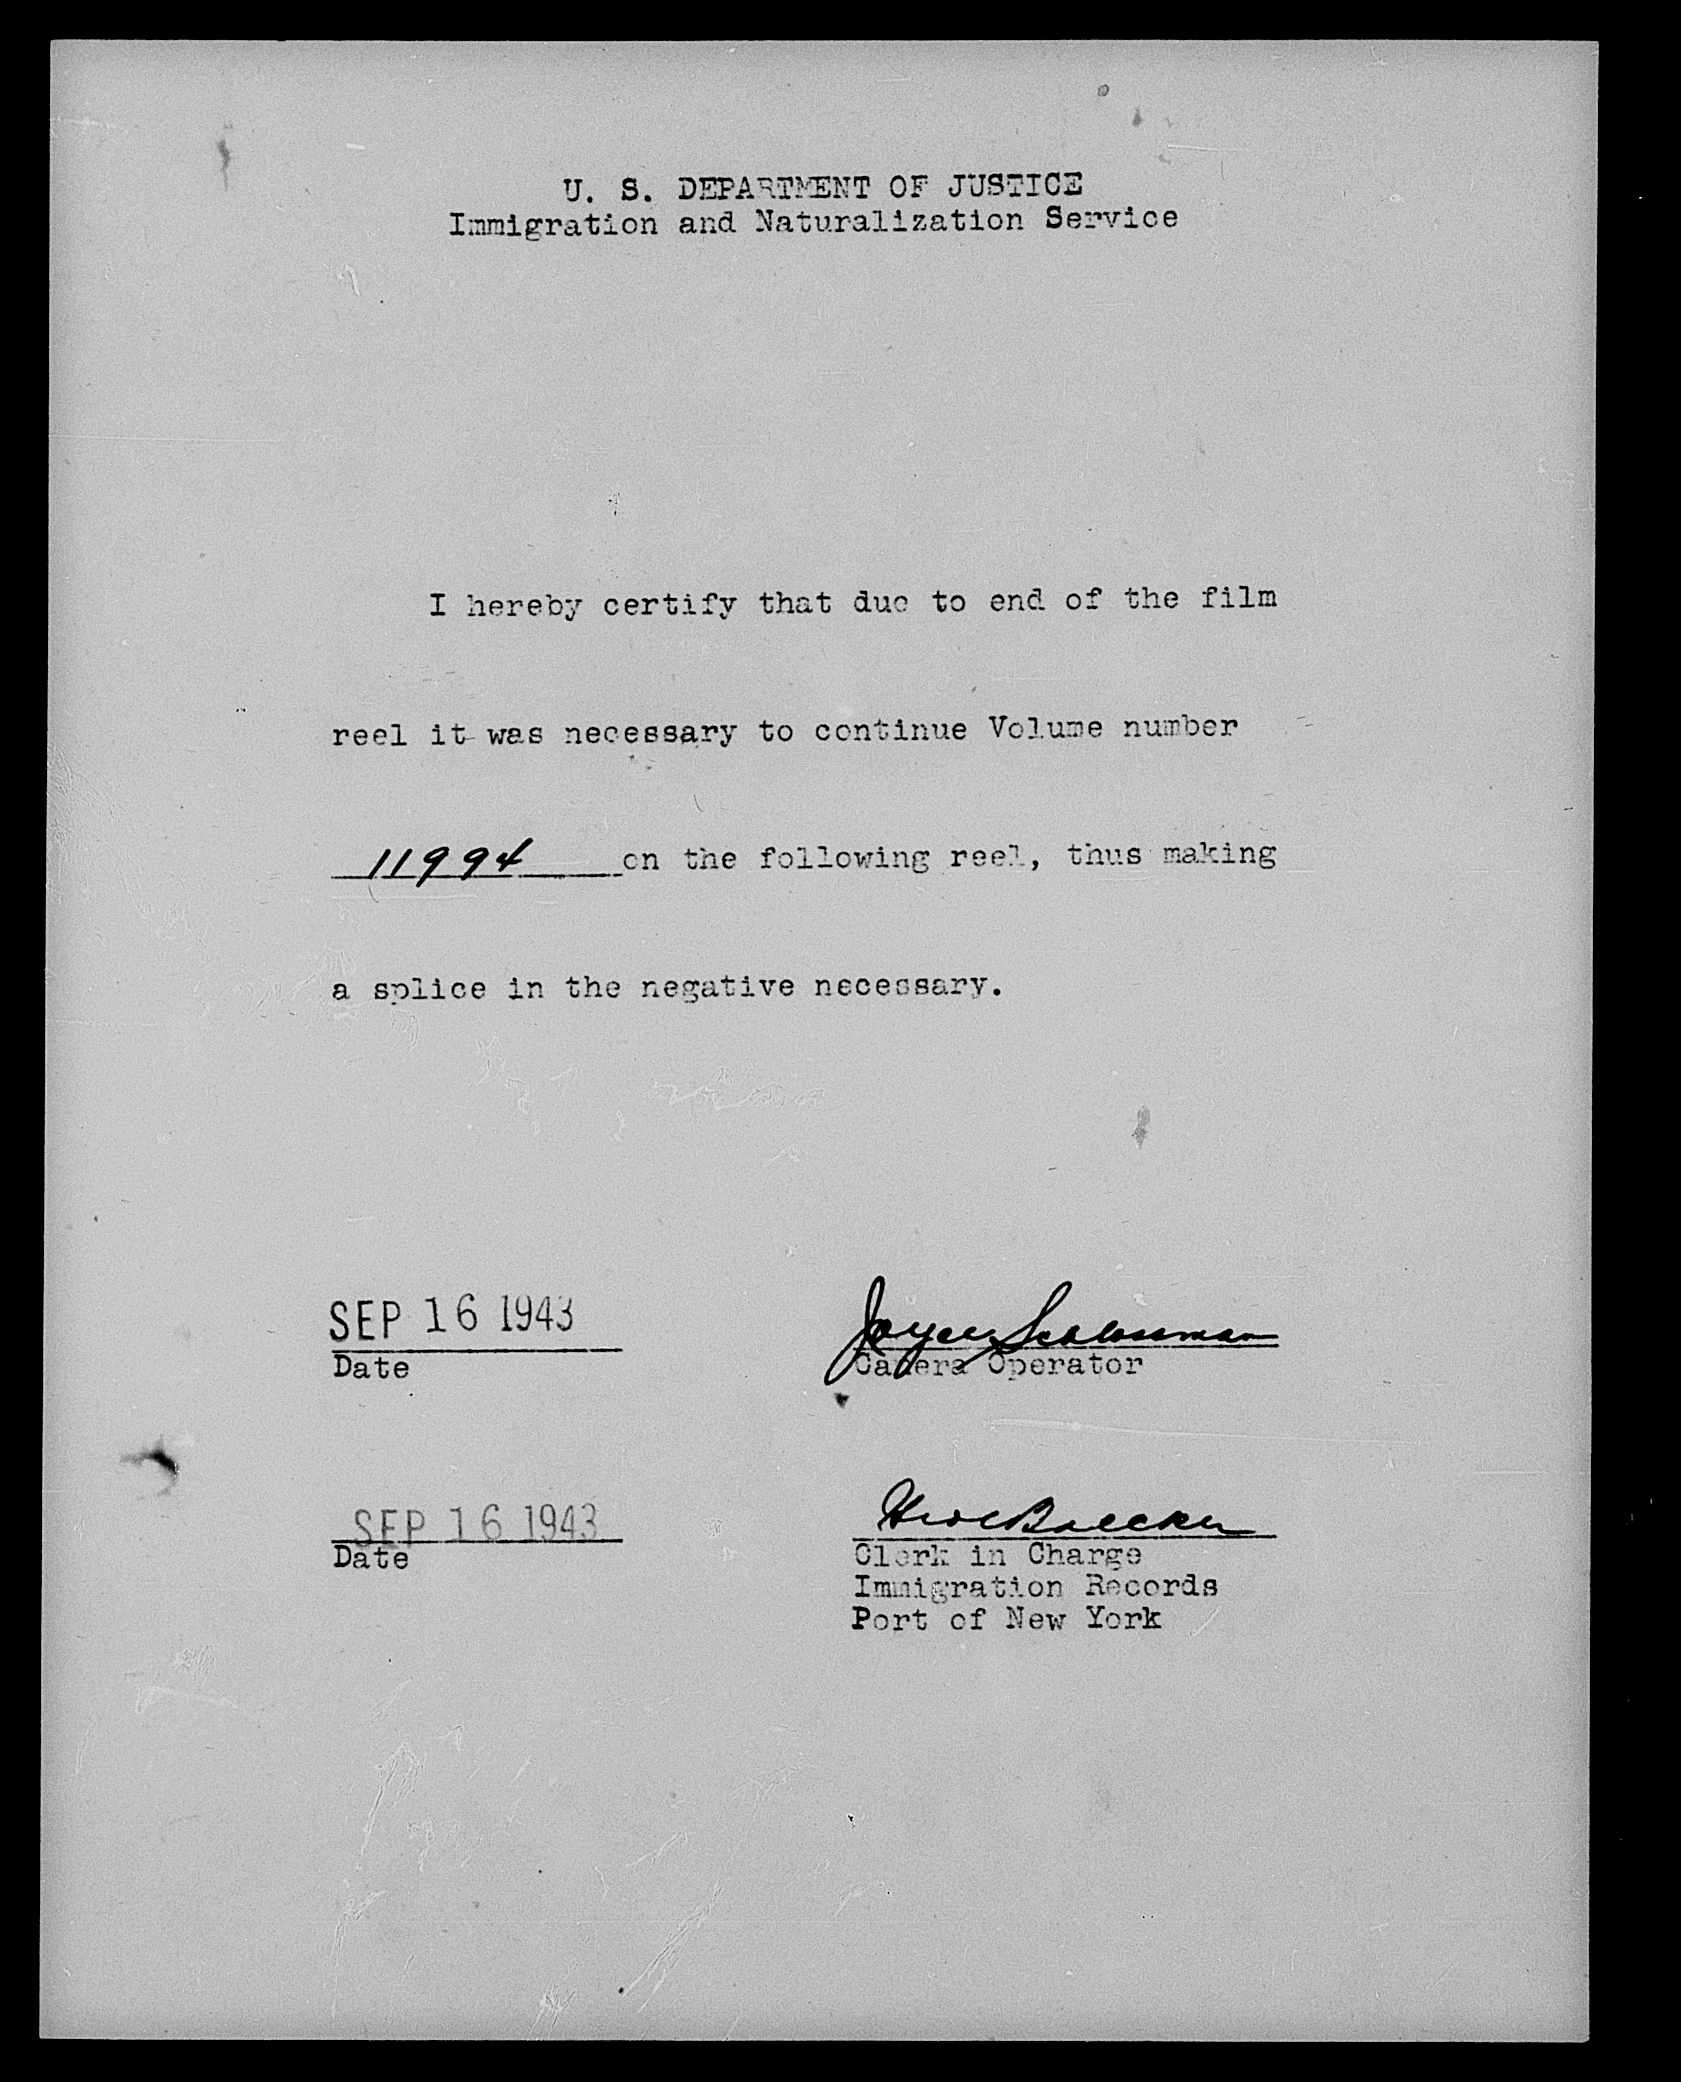 U. S. DEPARTMENT OF JUSTICE
Immigration and Naturalization Service
I hereby certify that due to end of the film
reel it was necessary to continue Volume number
11994 on the following reel, thus making
a splice in the negative necessary.
SEP 16 1943
Joyce Schlossman
Date
Camera Operator
SEP 16 1943
Date
Clerk in Charge
Immigration Records
Port of New York